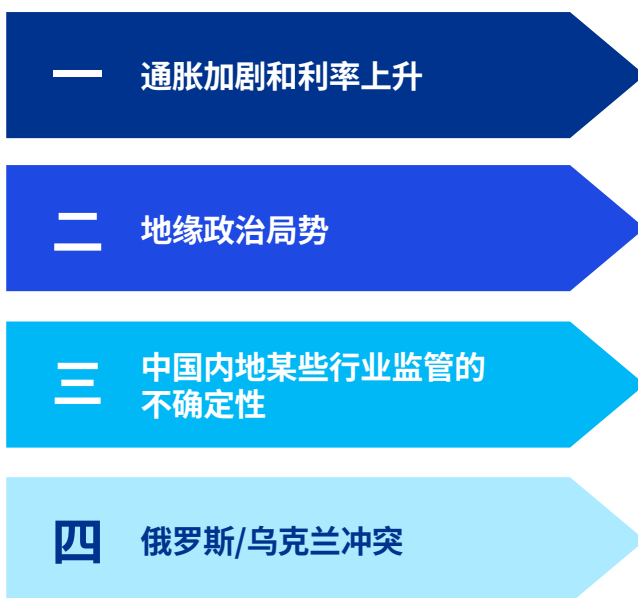 一 通胀加剧和利率上升
二 地缘政治局势
三 中国内地某些行业监管的
不确定性
四 俄罗斯/乌克兰冲突